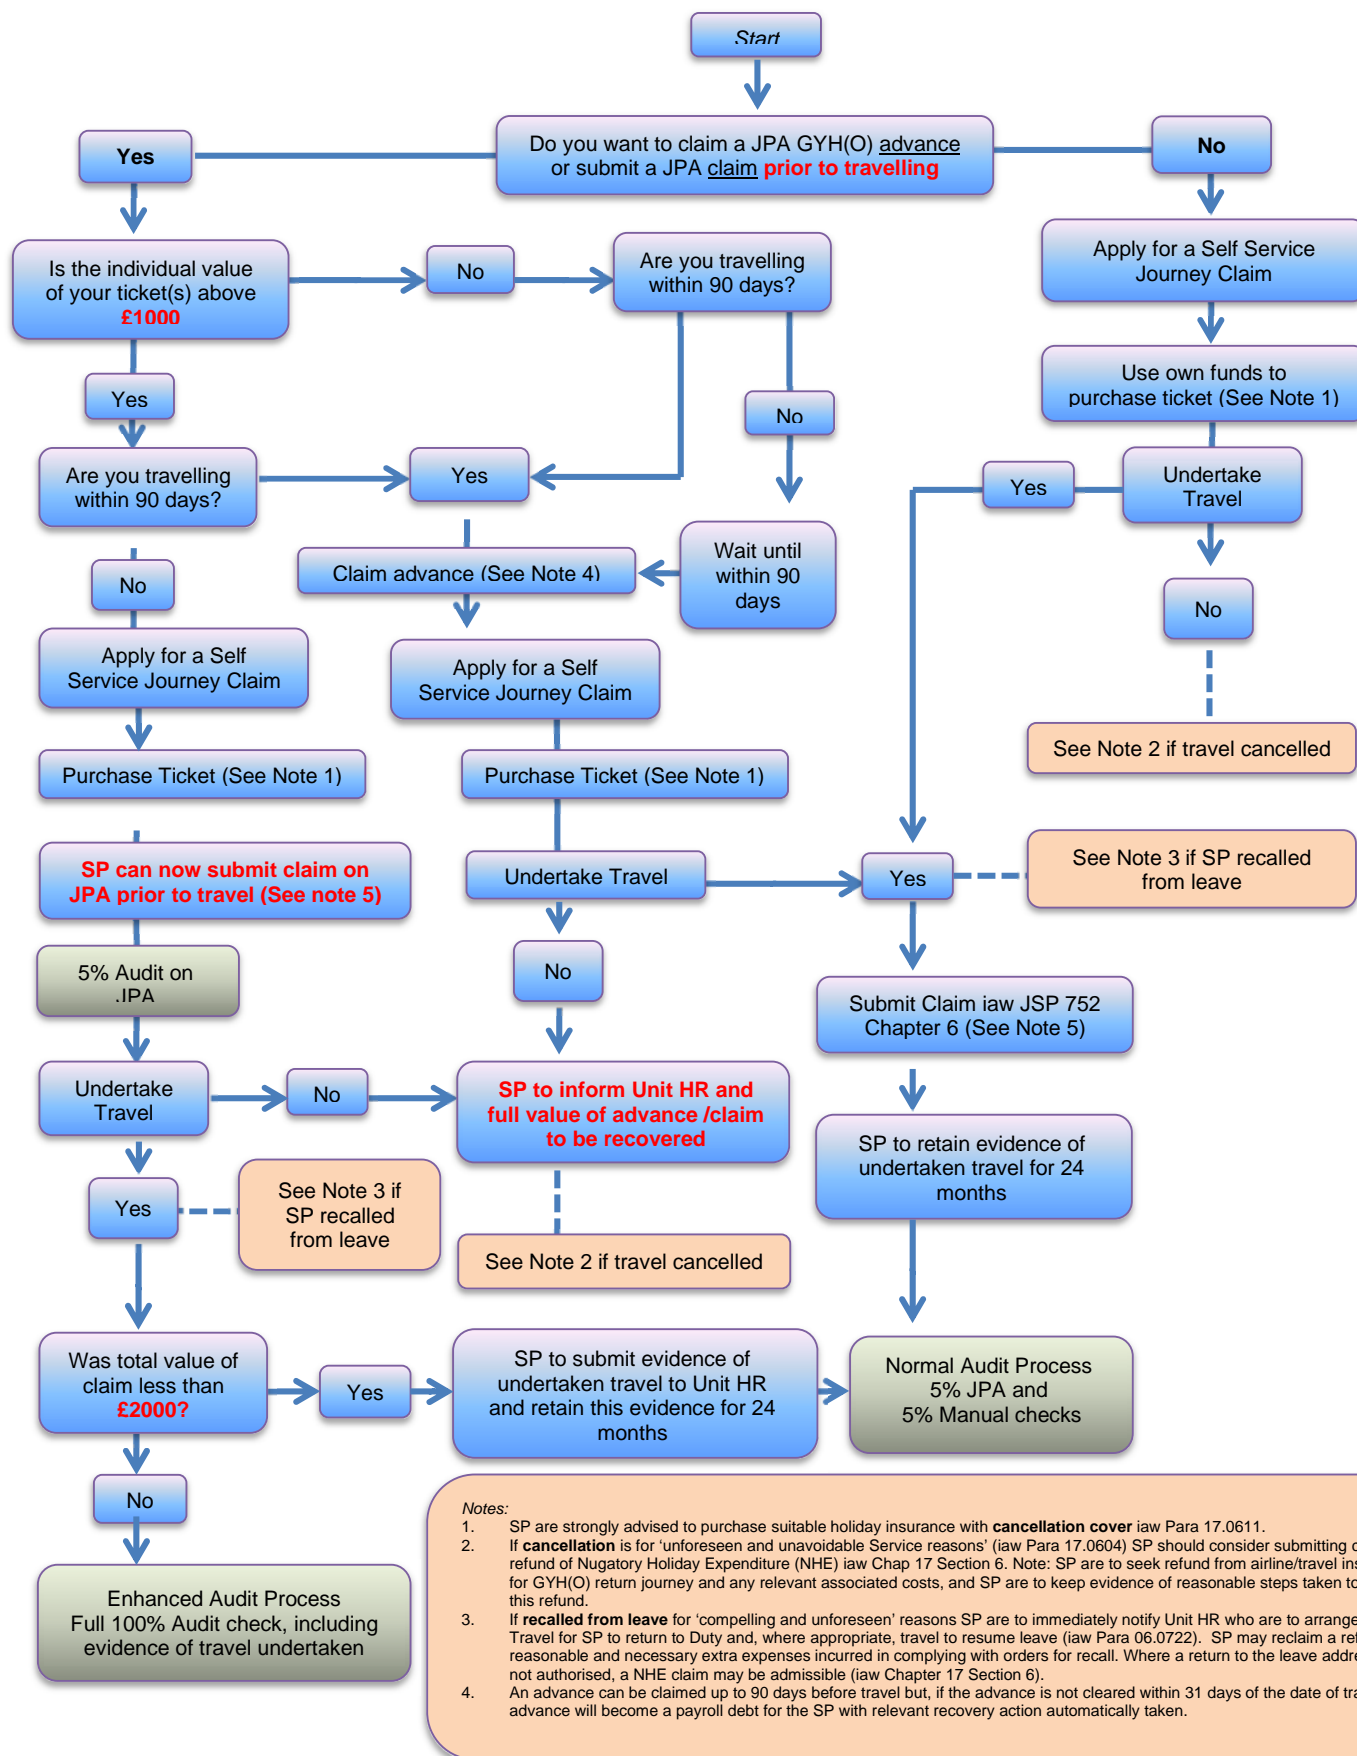 Start
Do you want to claim a JPA GYH(O) advance
or submit a JPA claim prior to travelling
Yes
No
Is the individual value
of your ticket(s) above
£1000
No
Are you travelling
within 90 days?
Apply for a Self Service
Journey Claim
Yes
No
Use own funds to
purchase ticket (See Note 1)
Are you travelling
within 90 days?
Yes
Yes
Undertake
Travel
No
Claim advance (See Note 4)
Wait until
within 90
days
No
Apply for a Self
Service Journey Claim
Apply for a Self
Service Journey Claim
See Note 2 if travel cancelled
Purchase Ticket (See Note 1)
Purchase Ticket (See Note 1)
SP can now submit claim on
JPA prior to travel (See note 5)
Undertake Travel
Yes
See Note 3 if SP recalled
from leave
5% Audit on
JPA
No
Submit Claim iaw JSP 752
Chapter 6 (See Note 5)
Undertake
Travel
No
SP to inform Unit HR and
full value of advance /claim
to be recovered
SP to retain evidence of
undertaken travel for 24
months
Yes
See Note 3 if
SP recalled
from leave
See Note 2 if travel cancelled
Was total value of
claim less than
£2000?
Yes
SP to submit evidence of
undertaken travel to Unit HR
and retain this evidence for 24
months
Normal Audit Process
5% JPA and
5% Manual checks
No
Enhanced Audit Process
Full 100% Audit check, including
evidence of travel undertaken
Notes:
1. SP are strongly advised to purchase suitable holiday insurance with cancellation cover iaw Para 17.0611.
2. If cancellation is for ‘unforeseen and unavoidable Service reasons’ (iaw Para 17.0604) SP should consider submitting
refund of Nugatory Holiday Expenditure (NHE) iaw Chap 17 Section 6. Note: SP are to seek refund from airline/travel
for GYH(O) return journey and any relevant associated costs, and SP are to keep evidence of reasonable steps taken
this refund.
3. If recalled from leave for ‘compelling and unforeseen’ reasons SP are to immediately notify Unit HR who are to arrange
Travel for SP to return to Duty and, where appropriate, travel to resume leave (iaw Para 06.0722). SP may reclaim a
reasonable and necessary extra expenses incurred in complying with orders for recall. Where a return to the leave
not authorised, a NHE claim may be admissible (iaw Chapter 17 Section 6).
4. An advance can be claimed up to 90 days before travel but, if the advance is not cleared within 31 days of the date of
advance will become a payroll debt for the SP with relevant recovery action automatically taken.